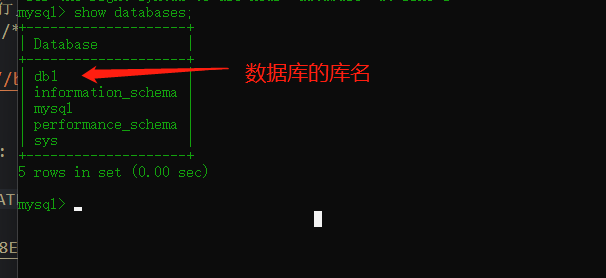 mysql> show databases;
+--------------------+
| Database           |
+--------------------+
| db1                |
| information_schema |
| mysql              |
| performance_schema |
| sys                |
+--------------------+
5 rows in set (0.00 sec)
mysql>
数据库的库名